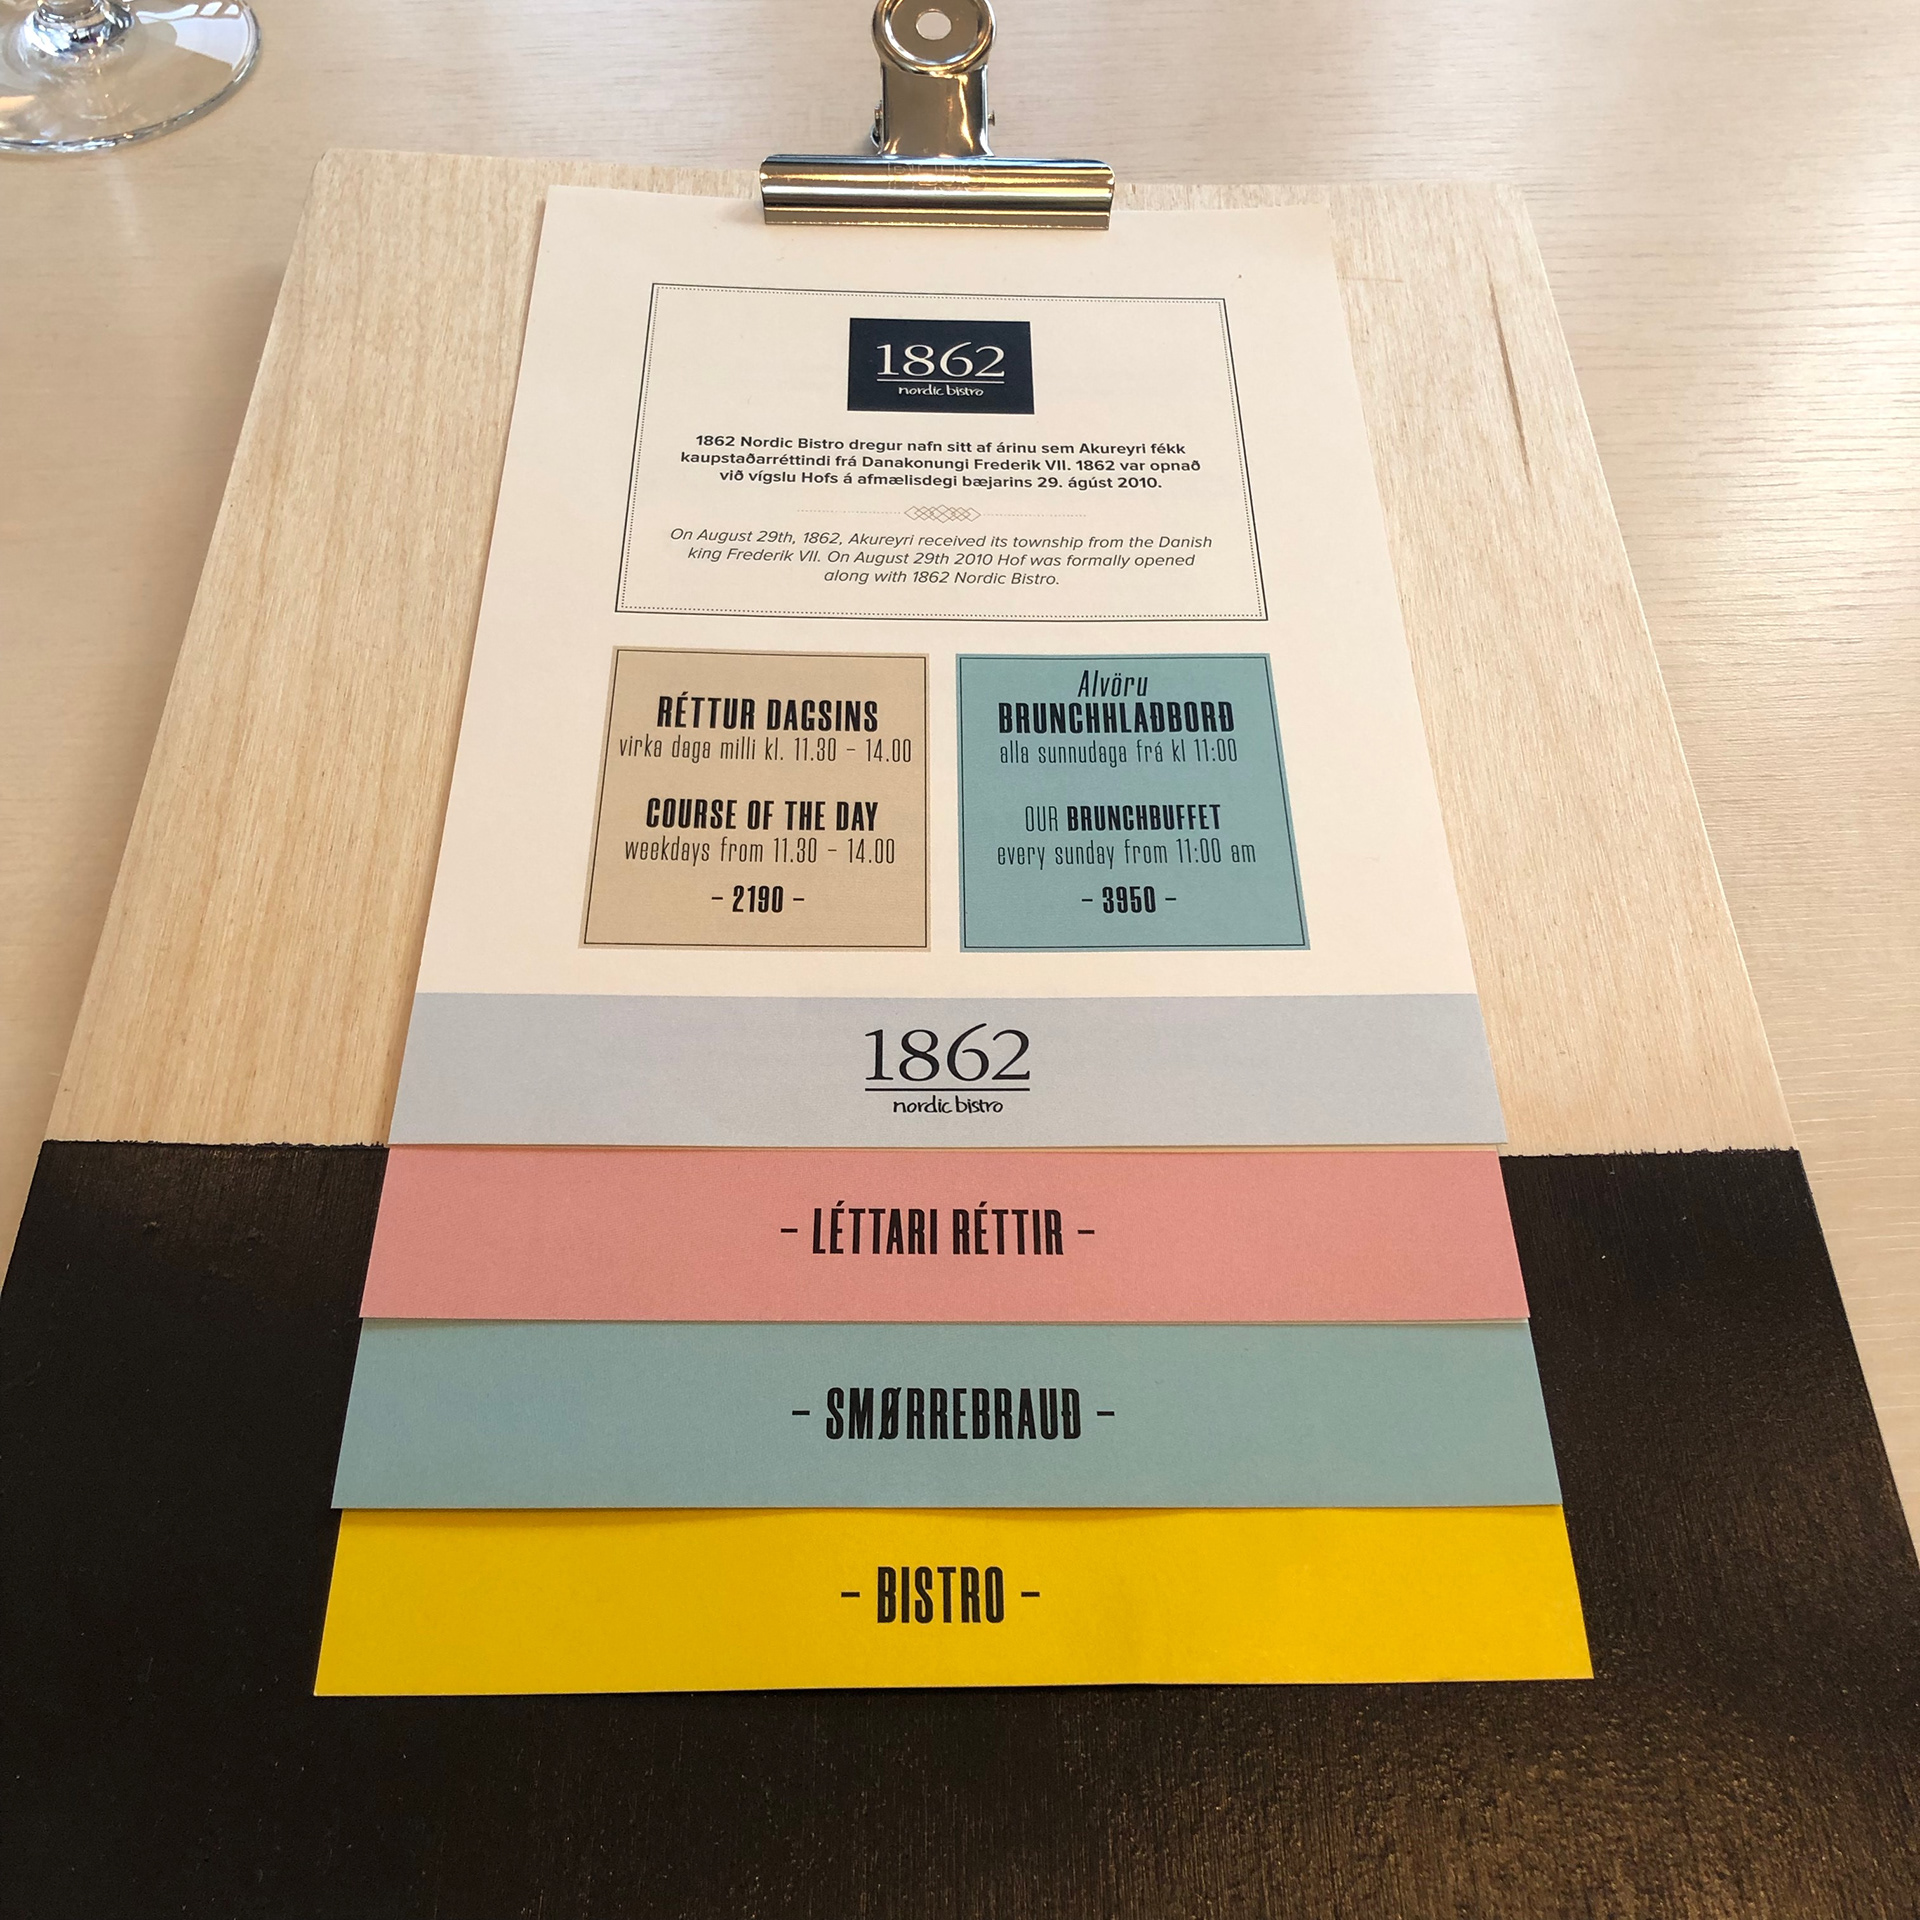 1862
nordic bistro
1862 Nordic Bistro dregur nafn sitt af árinu sem Akureyri fékk
kaupstaðarréttindi frá Danakonungi Frederik VII. 1862 var opnað
við vígslu Hofs á afmælisdegi bæjarins 29. ágúst 2010.
On August 29th, 1862, Akureyri received its township from the Danish
king Frederik VII. On August 29th 2010 Hof was formally opened
along with 1862 Nordic Bistro.
RÉTTUR DAGSINS
virka daga milli kl. 11.30 - 14.00
COURSE OF THE DAY
weekdays from 11.30 - 14.00
- 2190 -
Alvöru
BRUNCHHLAÐBORÐ
alla sunnudaga frá kl 11:00
OUR BRUNCHBUFFET
every sunday from 11:00 am
- 3950 -
1862
nordic bistro
- LÉTTARI RÉTTIR -
- SMØRREBRAUÐ -
- BISTRO -